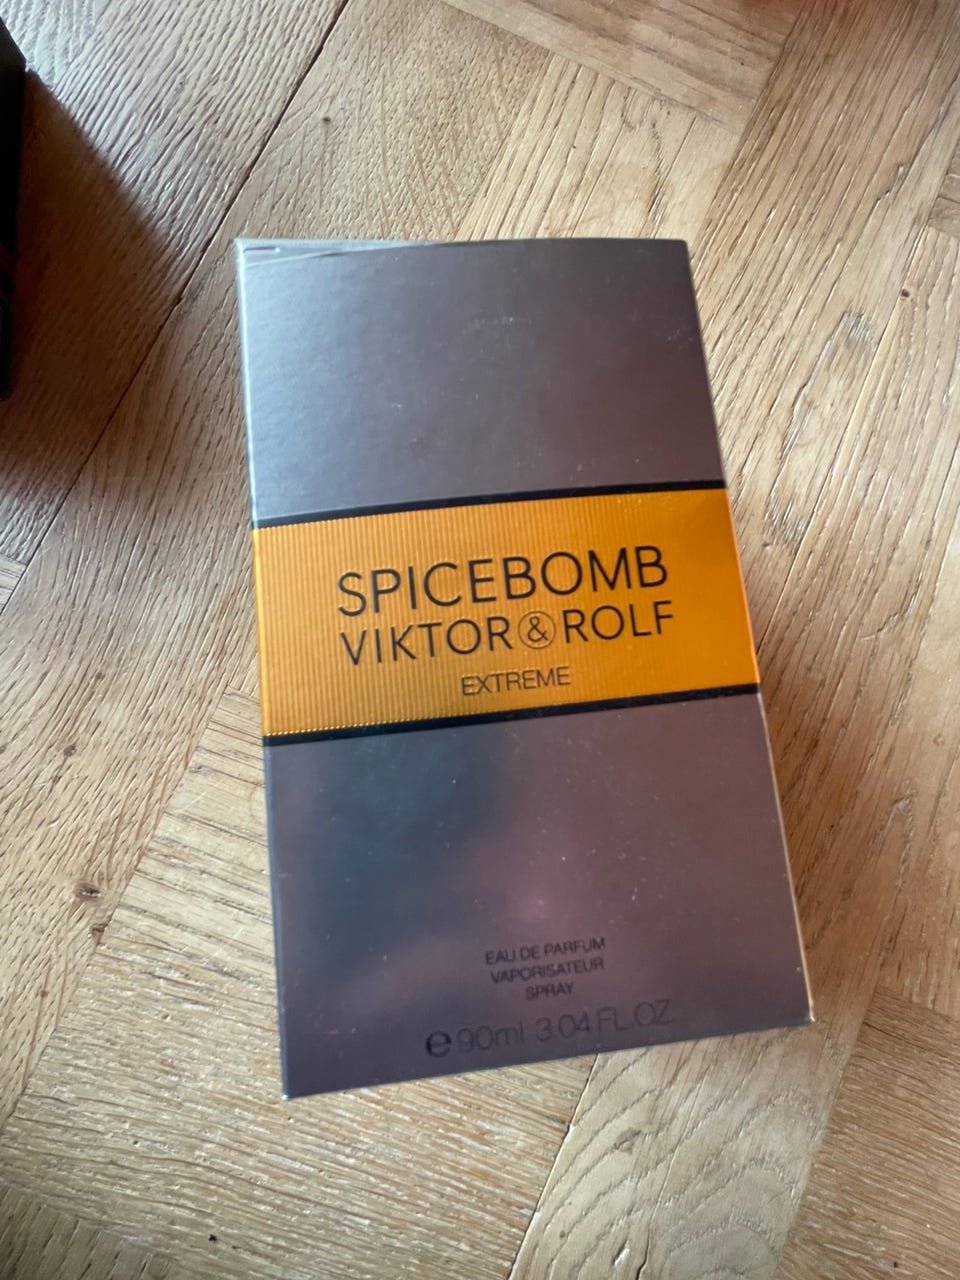 SPICEBOMB
VIKTOR & ROLF
EXTREME
EAU DE PARFUM
VAPORISATEUR
SPRAY
℮ 90ml 3.04 FL.OZ